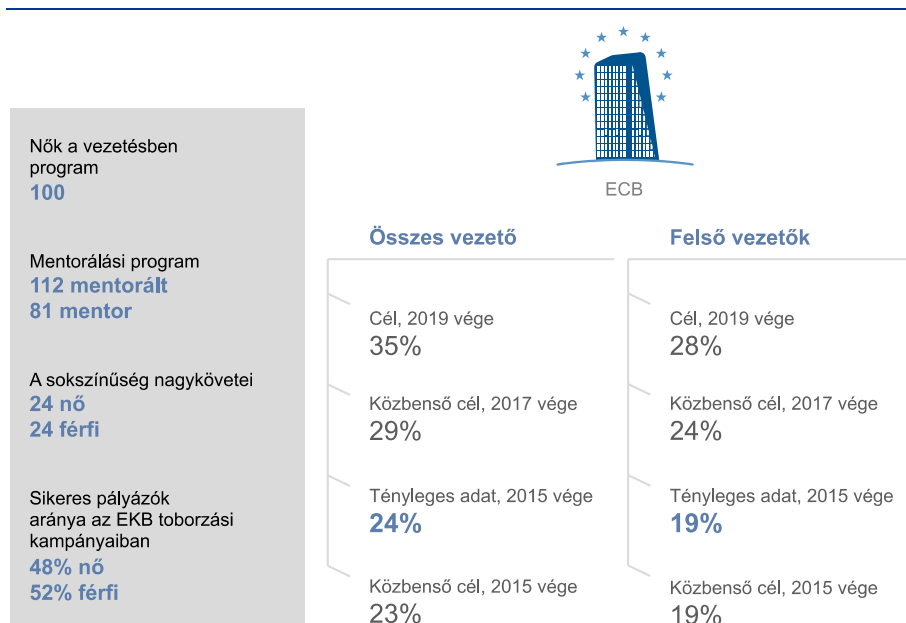 Nők a vezetésben
program
100
Mentorálási program
112 mentorált
81 mentor
A sokszínűség nagykövetei
24 nő
24 férfi
Sikeres pályázók
aránya az EKB toborzási
kampányaiban
48% nő
52% férfi
ECB
Összes vezető
Cél, 2019 vége
35%
Közbenső cél, 2017 vége
29%
Tényleges adat, 2015 vége
24%
Közbenső cél, 2015 vége
23%
Felső vezetők
Cél, 2019 vége
28%
Közbenső cél, 2017 vége
24%
Tényleges adat, 2015 vége
19%
Közbenső cél, 2015 vége
19%